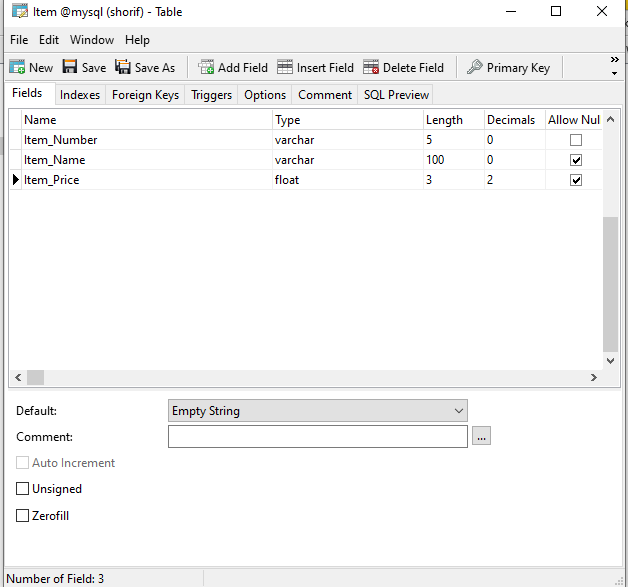 Item @mysql (shorif) - Table
File Edit Window Help
New Save Save As Add Field Insert Field Delete Field Primary Key »
Fields Indexes Foreign Keys Triggers Options Comment SQL Preview
Name Type Length Decimals Allow Nul
Item_Number varchar 5 0
Item_Name varchar 100 0
Item_Price float 3 2
Default: Empty String
Comment: ...
Auto Increment
Unsigned
Zerofill
Number of Field: 3